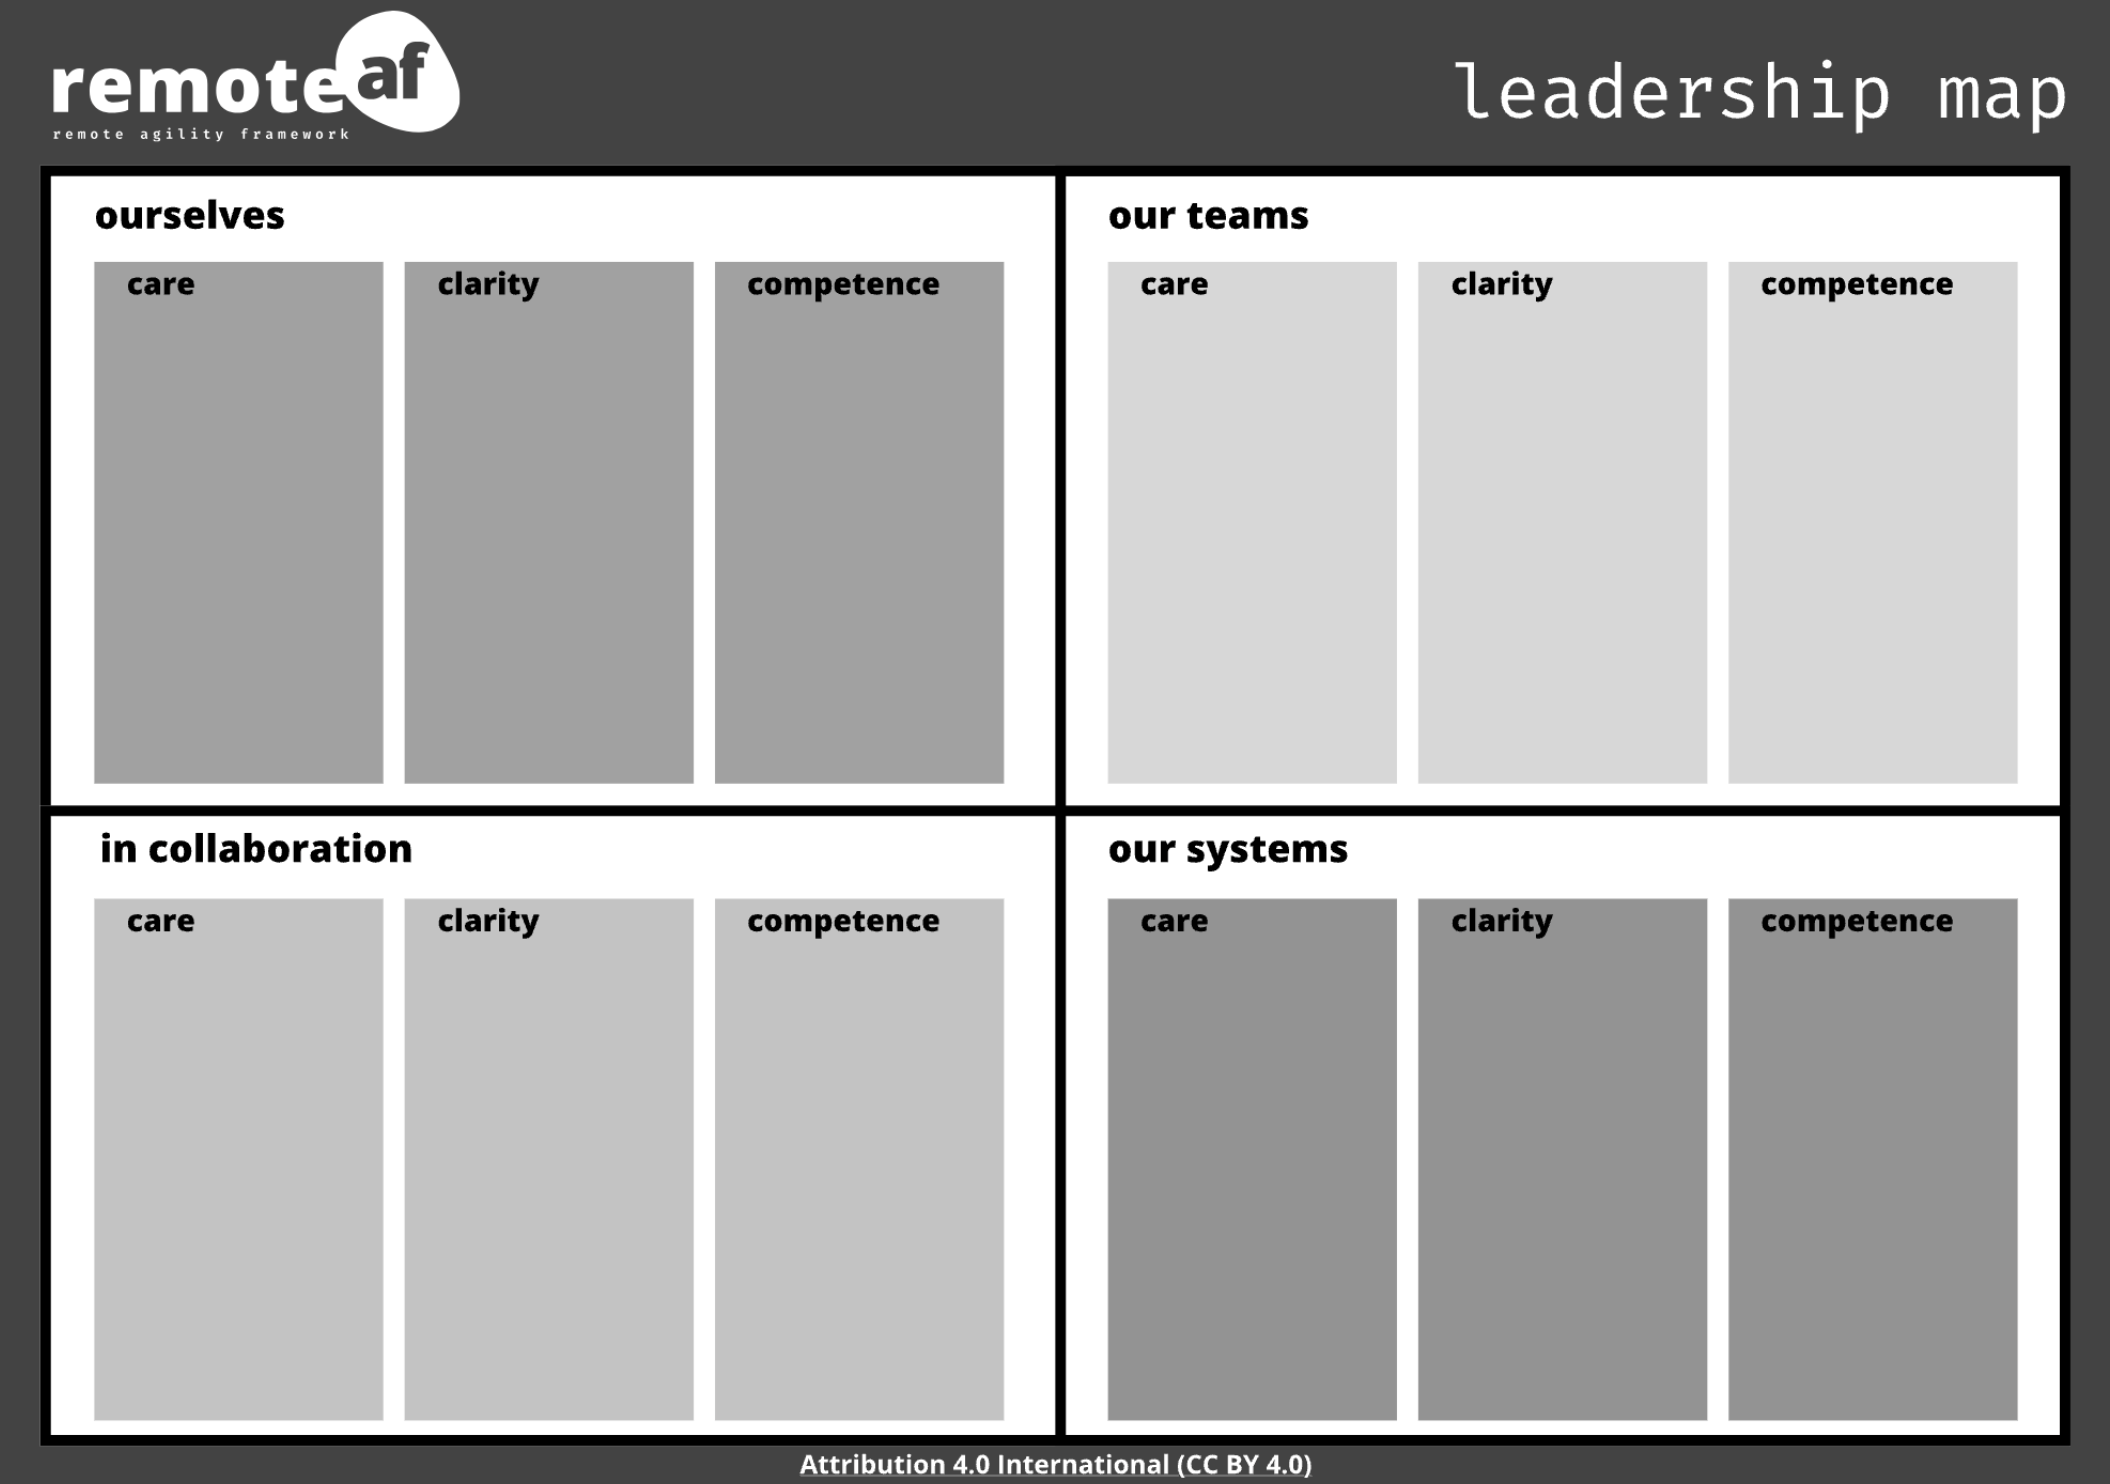 remote af
remote agility framework
leadership map
ourselves
care
clarity
competence
our teams
care
clarity
competence
in collaboration
care
clarity
competence
our systems
care
clarity
competence
Attribution 4.0 International (CC BY 4.0)